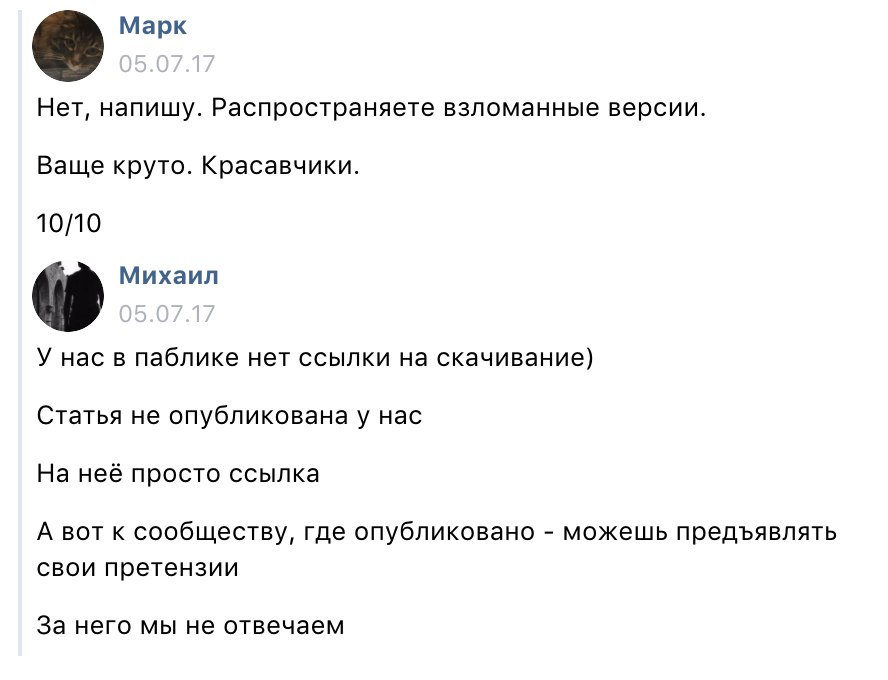 Марк
05.07.17
Нет, напишу. Распространяете взломанные версии.
Ваще круто. Красавчики.
10/10
Михаил
05.07.17
У нас в паблике нет ссылки на скачивание)
Статья не опубликована у нас
На неё просто ссылка
А вот к сообществу, где опубликовано - можешь предъявлять
свои претензии
За него мы не отвечаем